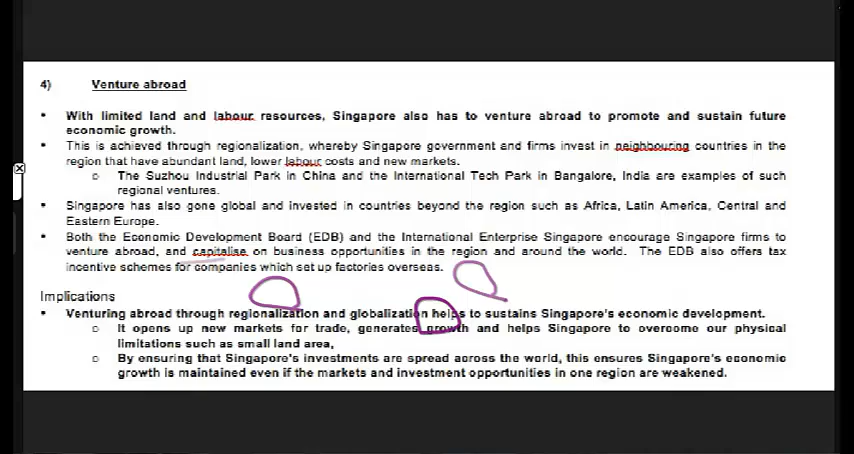 4) Venture abroad
• With limited land and labour resources, Singapore also has to venture abroad to promote and sustain future
economic growth.
• This is achieved through regionalization, whereby Singapore government and firms invest in neighbouring countries in the
region that have abundant land, lower labour costs and new markets.
o The Suzhou Industrial Park in China and the International Tech Park in Bangalore, India are examples of such
regional ventures.
• Singapore has also gone global and invested in countries beyond the region such as Africa, Latin America, Central and
Eastern Europe.
• Both the Economic Development Board (EDB) and the International Enterprise Singapore encourage Singapore firms to
venture abroad, and capitalise on business opportunities in the region and around the world. The EDB also offers tax
incentive schemes for companies which set up factories overseas.
Implications
• Venturing abroad through regionalization and globalization helps to sustains Singapore's economic development.
o It opens up new markets for trade, generates growth and helps Singapore to overcome our physical
limitations such as small land area,
o By ensuring that Singapore's investments are spread across the world, this ensures Singapore's economic
growth is maintained even if the markets and investment opportunities in one region are weakened.